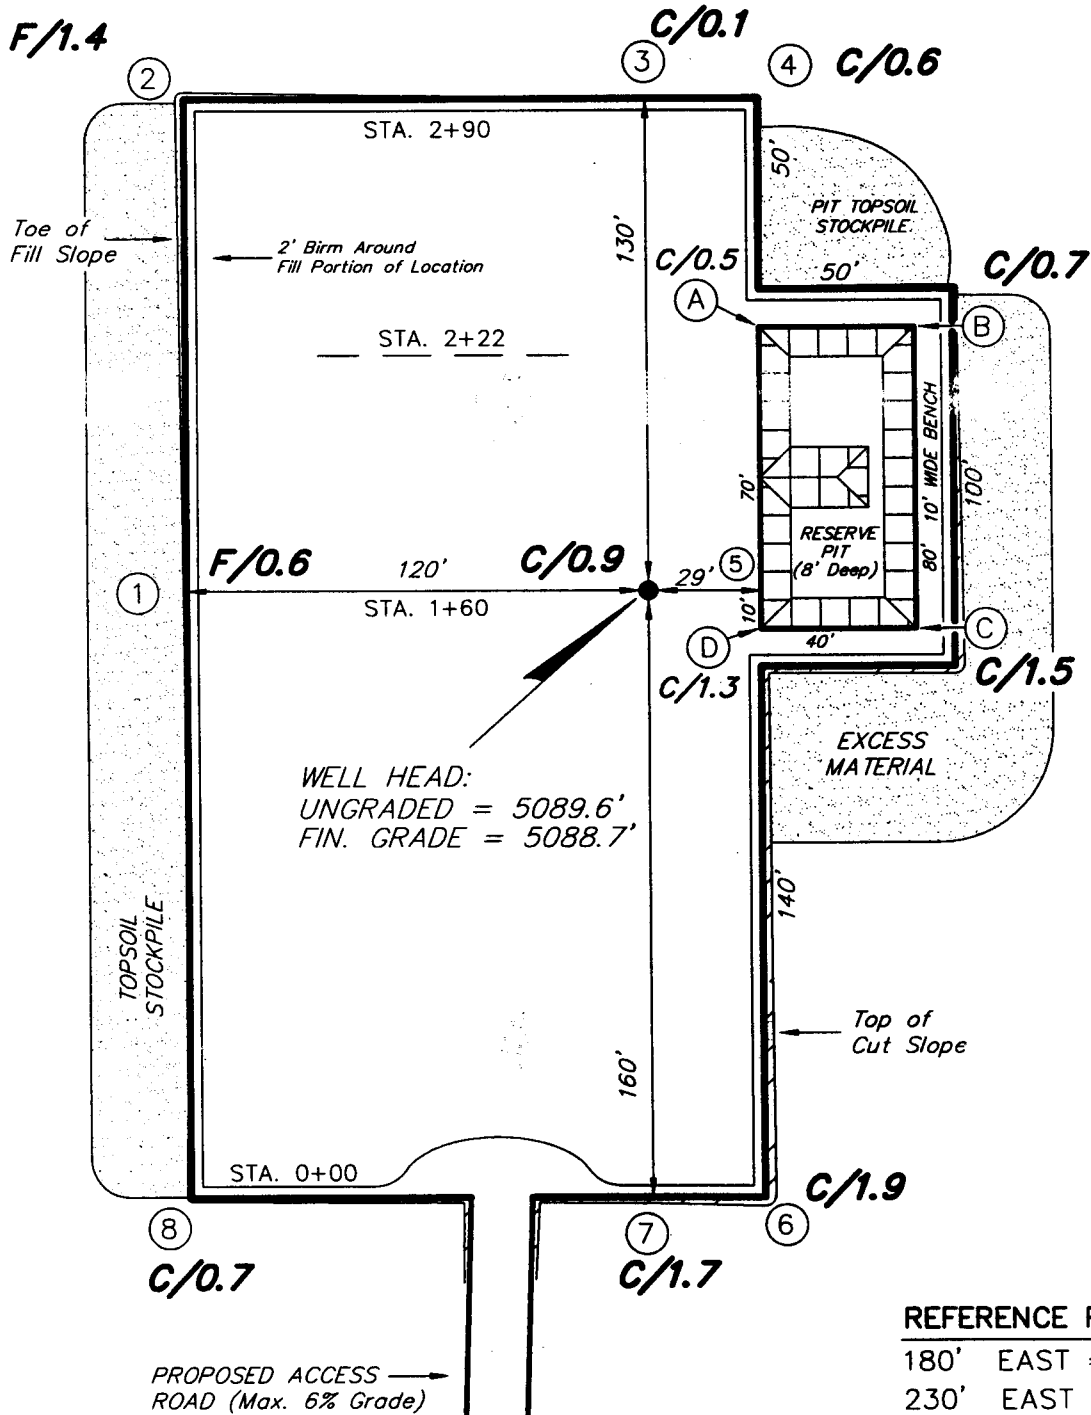 F/1.4
C/0.1
2
3
4
C/0.6
STA. 2+90
50'
PIT TOPSOIL
STOCKPILE
Toe of
Fill Slope
2' Birm Around
Fill Portion of Location
130'
C/0.5
50'
C/0.7
A
B
STA. 2+22
10' WIDE BENCH
100'
70'
80'
RESERVE
PIT
(8' Deep)
1
F/0.6
120'
C/0.9
29'
5
STA. 1+60
10'
D
40'
C
C/1.3
C/1.5
WELL HEAD:
UNGRADED = 5089.6'
FIN. GRADE = 5088.7'
EXCESS
MATERIAL
140'
TOPSOIL
STOCKPILE
Top of
Cut Slope
160'
STA. 0+00
C/1.9
8
7
6
C/0.7
C/1.7
REFERENCE
180' EAST =
230' EAST
PROPOSED ACCESS
ROAD (Max. 6% Grade)